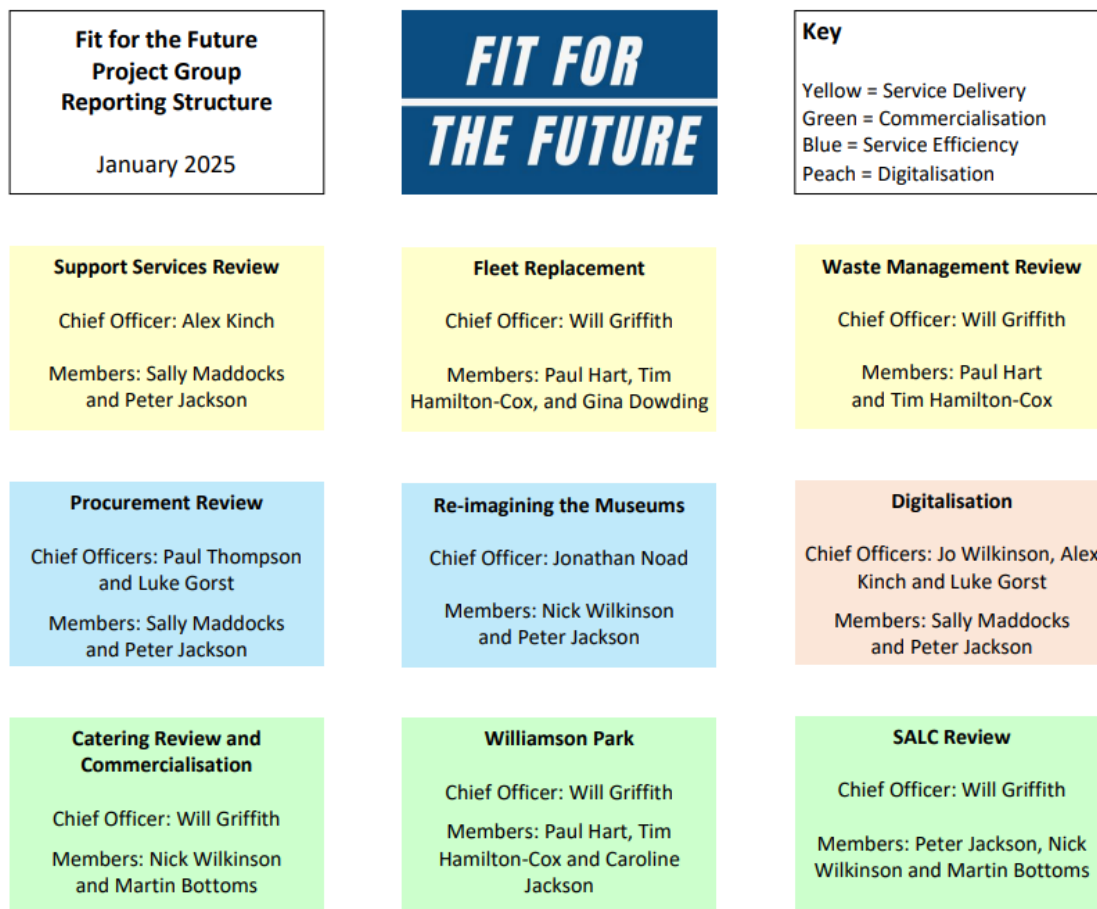 Fit for the Future
Project Group
Reporting Structure
January 2025
FIT FOR
THE FUTURE
Key
Yellow = Service Delivery
Green = Commercialisation
Blue = Service Efficiency
Peach = Digitalisation
Support Services Review
Chief Officer: Alex Kinch
Members: Sally Maddocks
and Peter Jackson
Fleet Replacement
Chief Officer: Will Griffith
Members: Paul Hart, Tim
Hamilton-Cox, and Gina Dowding
Waste Management Review
Chief Officer: Will Griffith
Members: Paul Hart
and Tim Hamilton-Cox
Procurement Review
Chief Officers: Paul Thompson
and Luke Gorst
Members: Sally Maddocks
and Peter Jackson
Re-imagining the Museums
Chief Officer: Jonathan Noad
Members: Nick Wilkinson
and Peter Jackson
Digitalisation
Chief Officers: Jo Wilkinson, Alex
Kinch and Luke Gorst
Members: Sally Maddocks
and Peter Jackson
Catering Review and
Commercialisation
Chief Officer: Will Griffith
Members: Nick Wilkinson
and Martin Bottoms
Williamson Park
Chief Officer: Will Griffith
Members: Paul Hart, Tim
Hamilton-Cox and Caroline
Jackson
SALC Review
Chief Officer: Will Griffith
Members: Peter Jackson, Nick
Wilkinson and Martin Bottoms